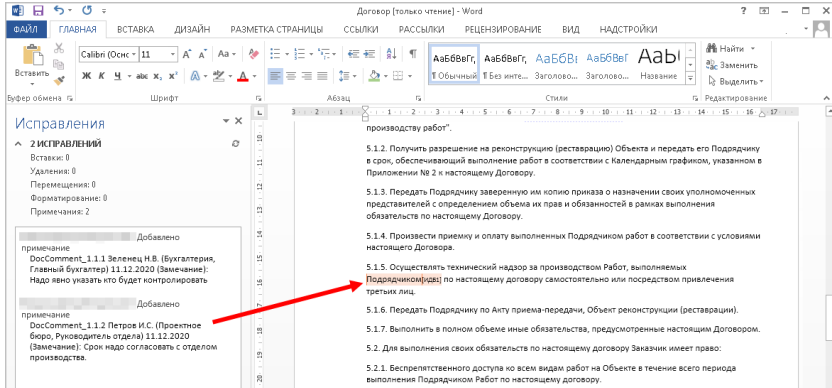 Договор [только чтение] - Word
ФАЙЛ ГЛАВНАЯ ВСТАВКА ДИЗАЙН РАЗМЕТКА СТРАНИЦЫ ССЫЛКИ РАССЫЛКИ РЕЦЕНЗИРОВАНИЕ ВИД НАДСТРОЙКИ
Вставить
Calibri (Оснс 11
Ж К Ч abc x₂ x²
АаБбВвГг, АаБбВвГг, АаБбВі АаБбВвГ АаЫ
¶ Обычный ¶ Без инте... Заголово... Заголово... Название
Найти
Заменить
Выделить
Буфер обмена Шрифт Абзац Стили Редактирование
Исправления
2 ИСПРАВЛЕНИЙ
Вставки: 0
Удаления: 0
Перемещения: 0
Форматирование: 0
Примечания: 2
Добавлено
примечание
DocComment_1.1.1 Зеленец Н.В. (Бухгалтерия,
Главный бухгалтер) 11.12.2020 (Замечание):
Надо явно указать кто будет контролировать
Добавлено
примечание
DocComment_1.1.2 Петров И.С. (Проектное
бюро, Руководитель отдела) 11.12.2020
(Замечание): Срок надо согласовать с отделом
производства.
производству работ".
5.1.2. Получить разрешение на реконструкцию (реставрацию) Объекта и передать его Подрядчику
в срок, обеспечивающий выполнение работ в соответствии с Календарным графиком, указанном в
Приложении № 2 к настоящему Договору.
5.1.3. Передать Подрядчику заверенную им копию приказа о назначении своих уполномоченных
представителей с определением объема их прав и обязанностей в рамках выполнения
обязательств по настоящему Договору.
5.1.4. Произвести приемку и оплату выполненных Подрядчиком работ в соответствии с условиями
настоящего Договора.
5.1.5. Осуществлять технический надзор за производством Работ, выполняемых
Подрядчиком[ИДВ1] по настоящему договору самостоятельно или посредством привлечения
третьих лиц.
5.1.6. Передать Подрядчику по Акту приема-передачи, Объект реконструкции (реставрации).
5.1.7. Выполнить в полном объеме иные обязательства, предусмотренные настоящим Договором.
5.2. Для выполнения своих обязательств по настоящему договору Заказчик имеет право:
5.2.1. Беспрепятственного доступа ко всем видам работ на Объекте в течение всего периода
выполнения Подрядчиком Работ по настоящему договору.